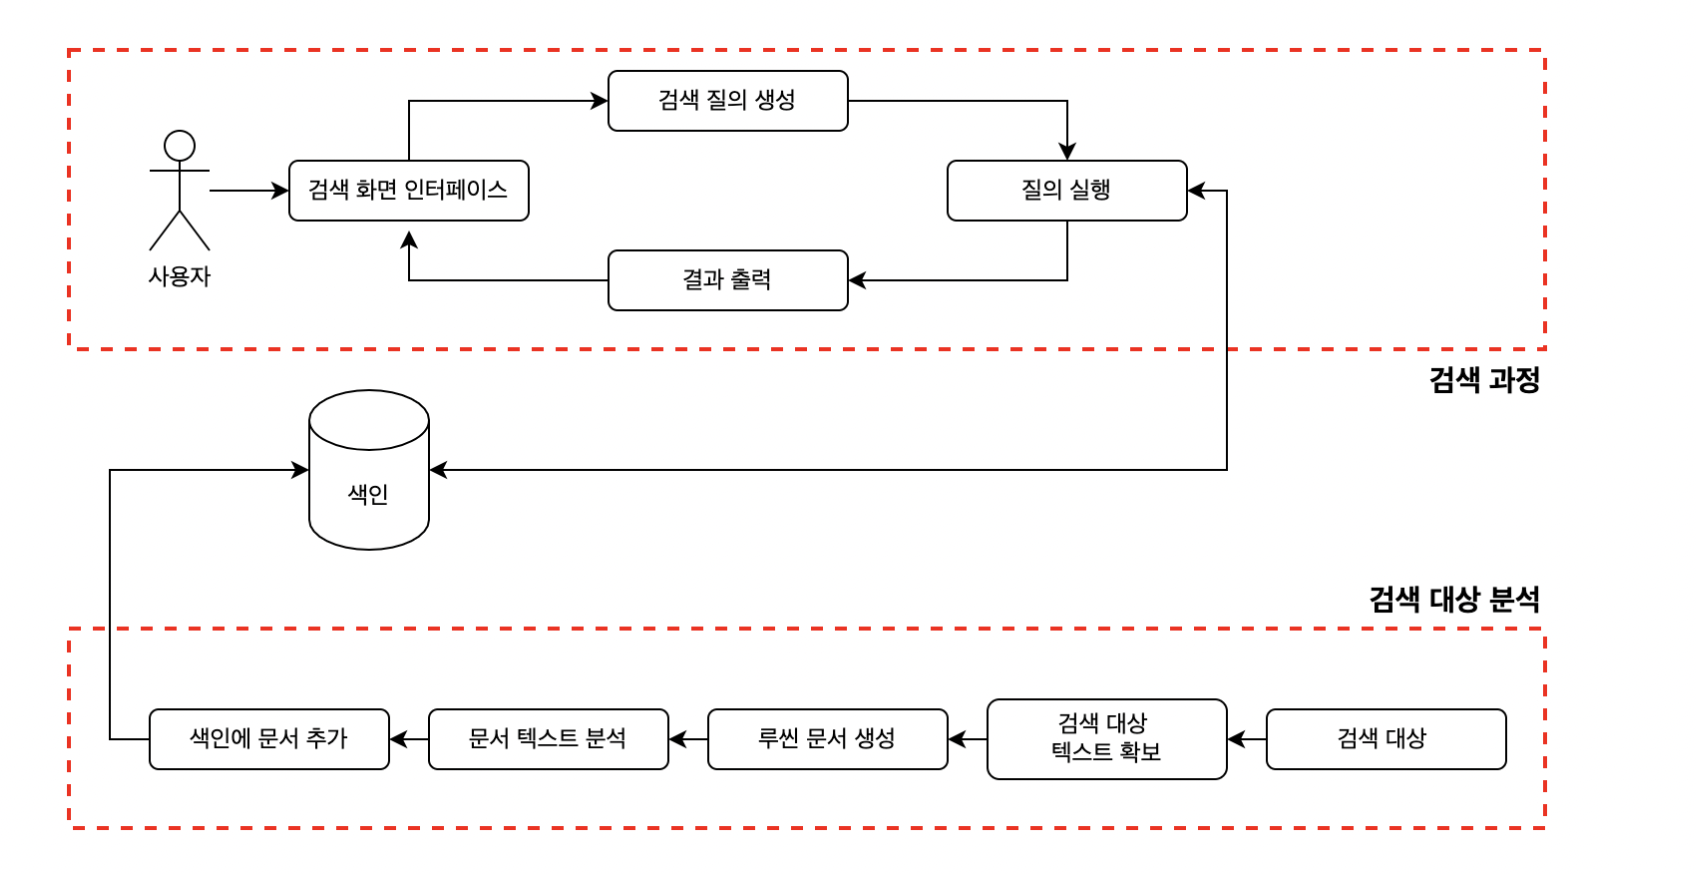 검색 질의 생성
검색 화면 인터페이스
질의 실행
사용자
결과 출력
검색 과정
색인
검색 대상 분석
색인에 문서 추가
문서 텍스트 분석
루씬 문서 생성
검색 대상
텍스트 확보
검색 대상